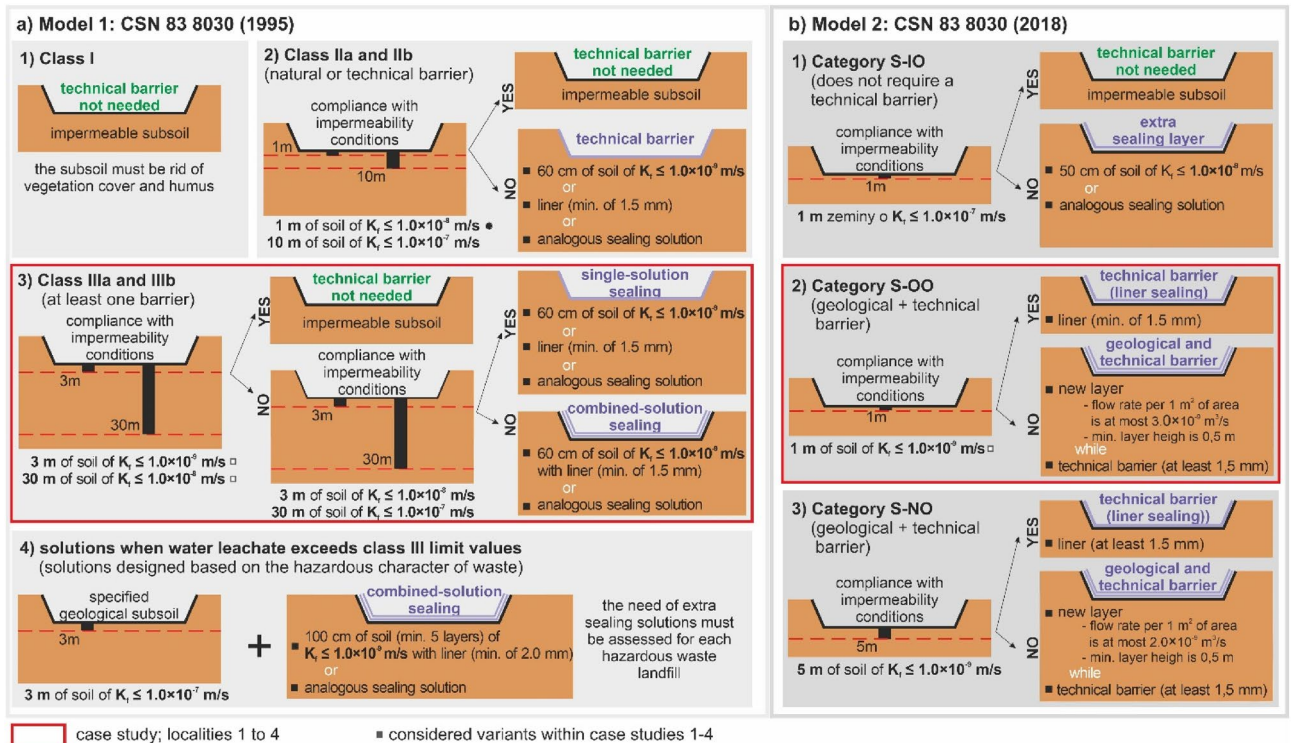 a) Model 1: CSN 83 8030 (1995)
1) Class I
technical barrier
not needed
impermeable subsoil
the subsoil must be rid of
vegetation cover and humus
2) Class IIa and IIb
(natural or technical barrier)
compliance with
impermeability
conditions
1m
10m
1 m of soil of Kf ≤ 1.0×10⁻⁸ m/s ●
10 m of soil of Kf ≤ 1.0×10⁻⁷ m/s
YES
NO
technical barrier
not needed
impermeable subsoil
technical barrier
■ 60 cm of soil of Kf ≤ 1.0×10⁻⁹ m/s
or
■ liner (min. of 1.5 mm)
or
■ analogous sealing solution
3) Class IIIa and IIIb
(at least one barrier)
compliance with
impermeability
conditions
3m
30m
3 m of soil of Kf ≤ 1.0×10⁻⁹ m/s □
30 m of soil of Kf ≤ 1.0×10⁻⁸ m/s □
YES
NO
technical barrier
not needed
impermeable subsoil
compliance with
impermeability
conditions
3m
30m
3 m of soil of Kf ≤ 1.0×10⁻⁸ m/s
30 m of soil of Kf ≤ 1.0×10⁻⁷ m/s
YES
NO
single-solution
sealing
■ 60 cm of soil of Kf ≤ 1.0×10⁻⁹ m/s
or
■ liner (min. of 1.5 mm)
or
■ analogous sealing solution
combined-solution
sealing
■ 60 cm of soil of Kf ≤ 1.0×10⁻⁹ m/s
with liner (min. of 1.5 mm)
or
■ analogous sealing solution
4) solutions when water leachate exceeds class III limit values
(solutions designed based on the hazardous character of waste)
specified
geological subsoil
3m
3 m of soil of Kf ≤ 1.0×10⁻⁷ m/s
+
combined-solution
sealing
■ 100 cm of soil (min. 5 layers) of
Kf ≤ 1.0×10⁻⁹ m/s with liner (min. of 2.0 mm)
or
■ analogous sealing solution
the need of extra
sealing solutions must
be assessed for each
hazardous waste
landfill
b) Model 2: CSN 83 8030 (2018)
1) Category S-IO
(does not require a
technical barrier)
compliance with
impermeability
conditions
1m
1 m zeminy o Kf ≤ 1.0×10⁻⁷ m/s
YES
NO
technical barrier
not needed
impermeable subsoil
extra
sealing layer
■ 50 cm of soil of Kf ≤ 1.0×10⁻⁸ m/s
or
■ analogous sealing solution
2) Category S-OO
(geological + technical
barrier)
compliance with
impermeability
conditions
1m
1 m of soil of Kf ≤ 1.0×10⁻⁹ m/s □
YES
NO
technical barrier
(liner sealing)
■ liner (min. of 1.5 mm)
geological and
technical barrier
■ new layer
- flow rate per 1 m² of area
is at most 3.0×10⁻⁹ m³/s
- min. layer heigh is 0,5 m
while
■ technical barrier (at least 1,5 mm)
3) Category S-NO
(geological + technical
barrier)
compliance with
impermeability
conditions
5m
5 m of soil of Kf ≤ 1.0×10⁻⁹ m/s
YES
NO
technical barrier
(liner sealing))
■ liner (at least 1.5 mm)
geological and
technical barrier
■ new layer
- flow rate per 1 m² of area
is at most 2.0×10⁻⁹ m³/s
- min. layer heigh is 0,5 m
while
■ technical barrier (at least 1,5 mm)
case study; localities 1 to 4
■ considered variants within case studies 1-4